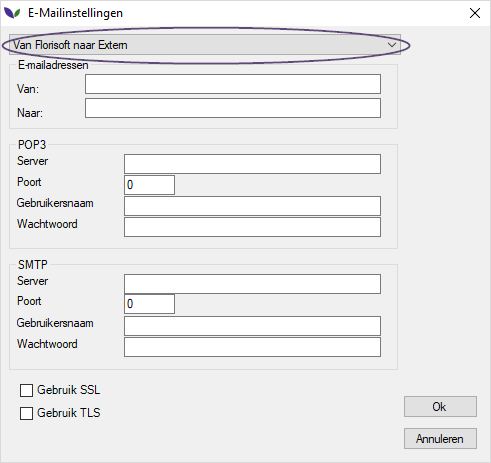 E-Mailinstellingen
Van Florisoft naar Extern
E-mailadressen
Van:
Naar:
POP3
Server
Poort 0
Gebruikersnaam
Wachtwoord
SMTP
Server
Poort 0
Gebruikersnaam
Wachtwoord
Gebruik SSL
Gebruik TLS
Ok
Annuleren